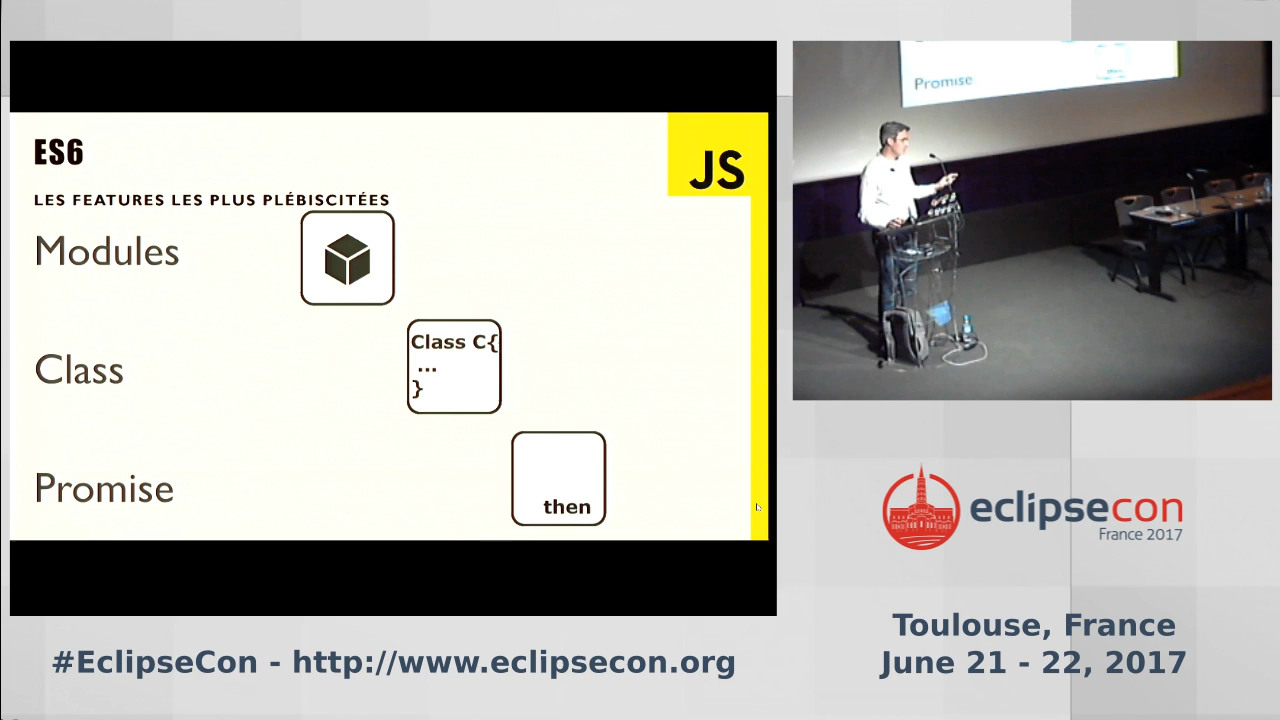 ES6
JS
LES FEATURES LES PLUS PLÉBISCITÉES
Modules
Class
Class C{
...
}
Promise
then
Promise
eclipsecon
France 2017
Toulouse, France
June 21 - 22, 2017
#EclipseCon - http://www.eclipsecon.org